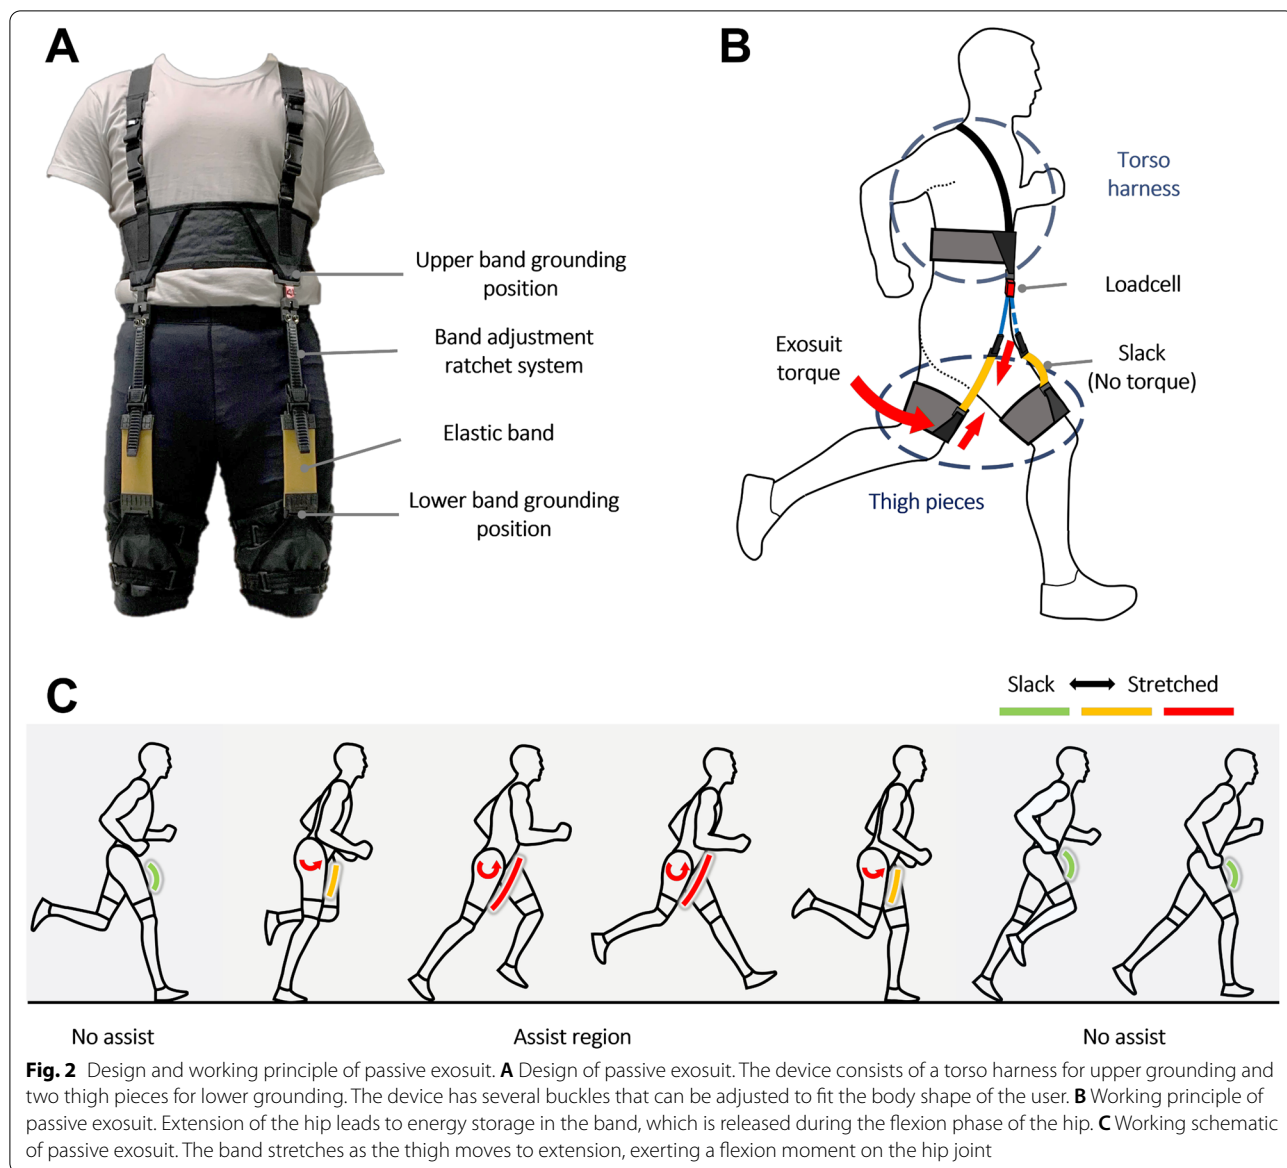 A
Upper band grounding
position
Band adjustment
ratchet system
Elastic band
Lower band grounding
position
B
Torso
harness
Loadcell
Exosuit
torque
Slack
(No torque)
Thigh pieces
C
Slack
Stretched
No assist
Assist region
No assist
Fig. 2 Design and working principle of passive exosuit. A Design of passive exosuit. The device consists of a torso harness for upper grounding and
two thigh pieces for lower grounding. The device has several buckles that can be adjusted to fit the body shape of the user. B Working principle of
passive exosuit. Extension of the hip leads to energy storage in the band, which is released during the flexion phase of the hip. C Working schematic
of passive exosuit. The band stretches as the thigh moves to extension, exerting a flexion moment on the hip joint